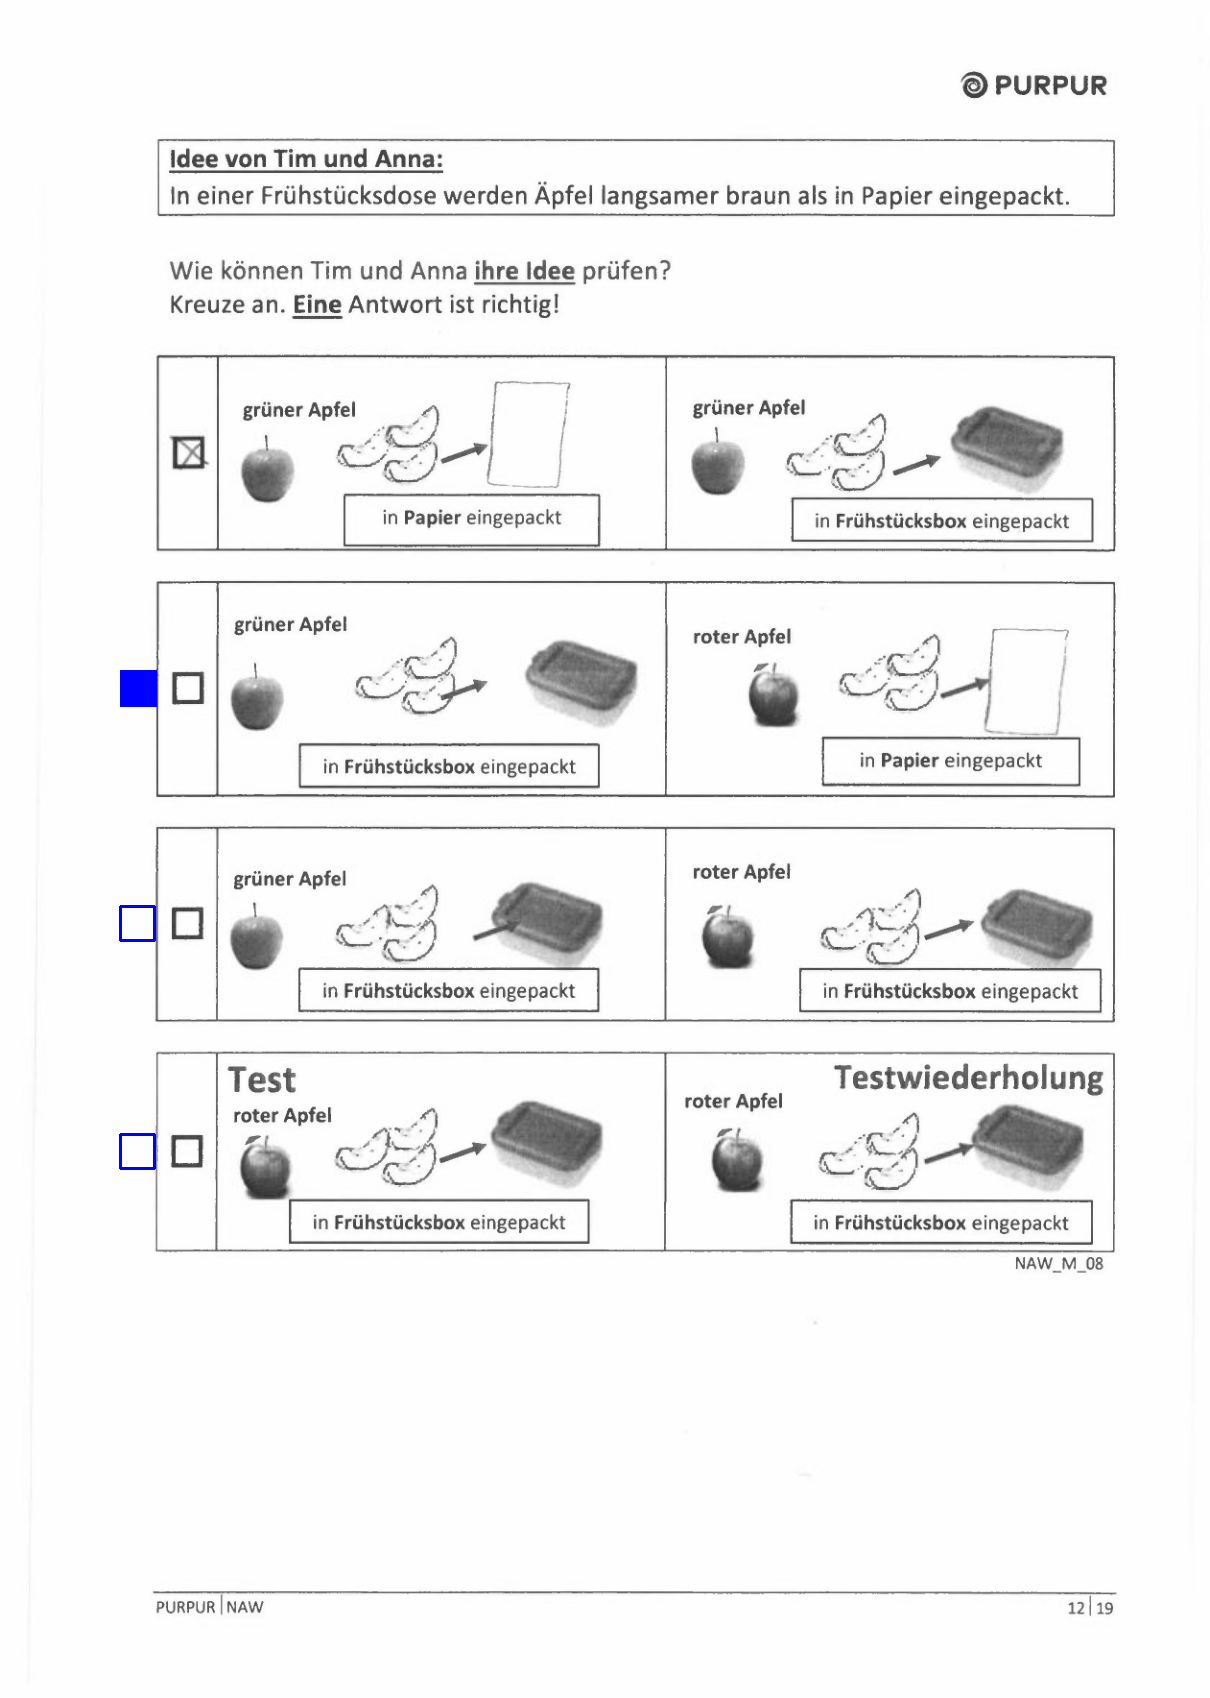 PURPUR
Idee von Tim und Anna:
In einer Frühstücksdose werden Äpfel langsamer braun als in Papier eingepackt.
Wie können Tim und Anna ihre Idee prüfen?
Kreuze an. Eine Antwort ist richtig!
grüner Apfel
in Papier eingepackt
grüner Apfel
in Frühstücksbox eingepackt
grüner Apfel
in Frühstücksbox eingepackt
roter Apfel
in Papier eingepackt
grüner Apfel
in Frühstücksbox eingepackt
roter Apfel
in Frühstücksbox eingepackt
Test
roter Apfel
in Frühstücksbox eingepackt
Testwiederholung
roter Apfel
in Frühstücksbox eingepackt
NAW_M_08
PURPUR | NAW
12 | 19